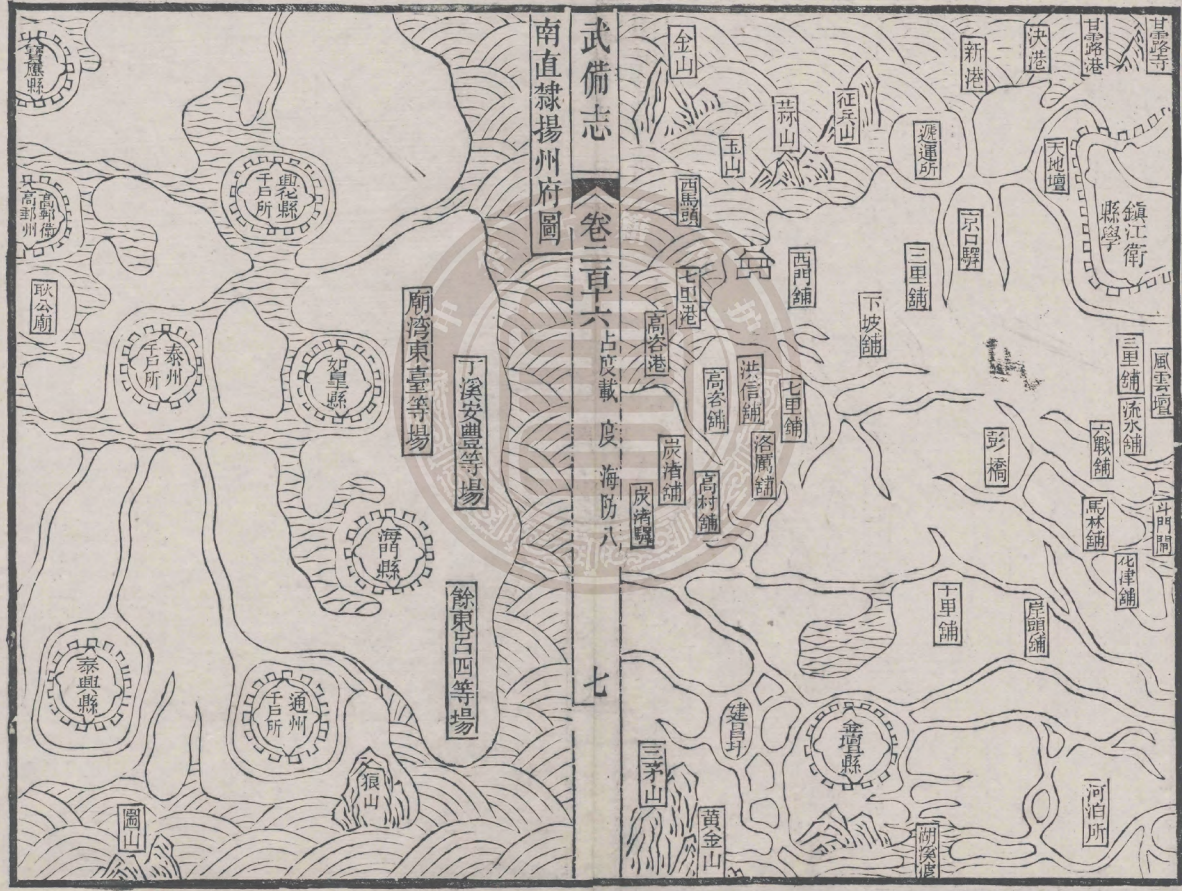 甘露寺
甘露港
決港
新港
征兵山
蒜山
玉山
金山
遞運所
天地壇
鎮江衛
縣學
京口驛
三里鋪
西門鋪
下坡鋪
西馬頭
七里港
高容港
高容鋪
洪信鋪
七里鋪
洛厲鋪
高村鋪
炭渚鋪
炭渚驛
風雲壇
三里鋪
流水鋪
六戰鋪
彭橋
馬林鋪
斗門閘
化津鋪
岸頭鋪
十里鋪
建昌圩
金壇縣
三茅山
黃金山
河泊所
武備志
卷二百十六
占度載
度
海防八
七
南直隸揚州府圖
寶應縣
興化縣
千戶所
高郵衛
高郵州
耿公廟
泰州
千戶所
如皋縣
廟湾東臺等場
丁溪安豐等場
海門縣
餘東呂四等場
泰興縣
通州
千戶所
狼山
圌山